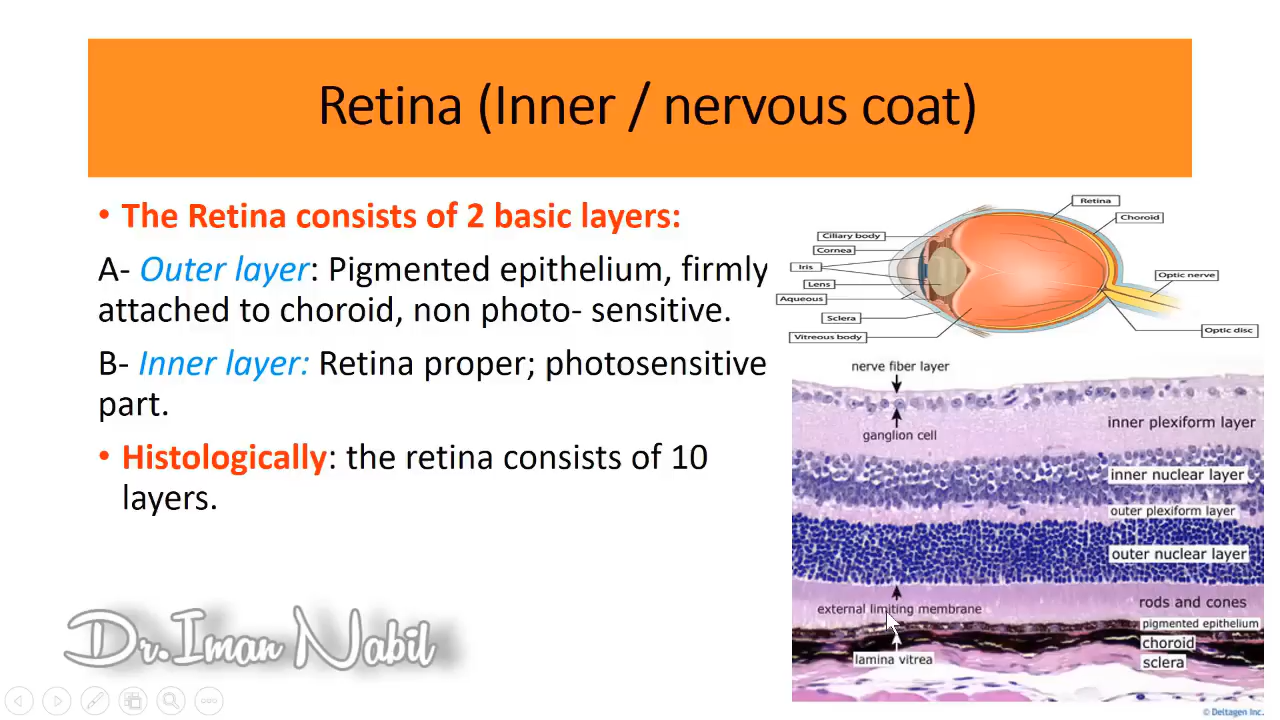 Retina (Inner / nervous coat)
• The Retina consists of 2 basic layers:
A- Outer layer: Pigmented epithelium, firmly
attached to choroid, non photo- sensitive.
B- Inner layer: Retina proper; photosensitive
part.
• Histologically: the retina consists of 10
layers.
Dr.Iman Nabil
Retina
Choroid
Ciliary body
Cornea
Iris
Lens
Aqueous
Sclera
Vitreous body
Optic nerve
Optic disc
nerve fiber layer
ganglion cell
inner plexiform layer
inner nuclear layer
outer plexiform layer
outer nuclear layer
external limiting membrane
rods and cones
pigmented epithelium
choroid
lamina vitrea
sclera
© Deltagen Inc.